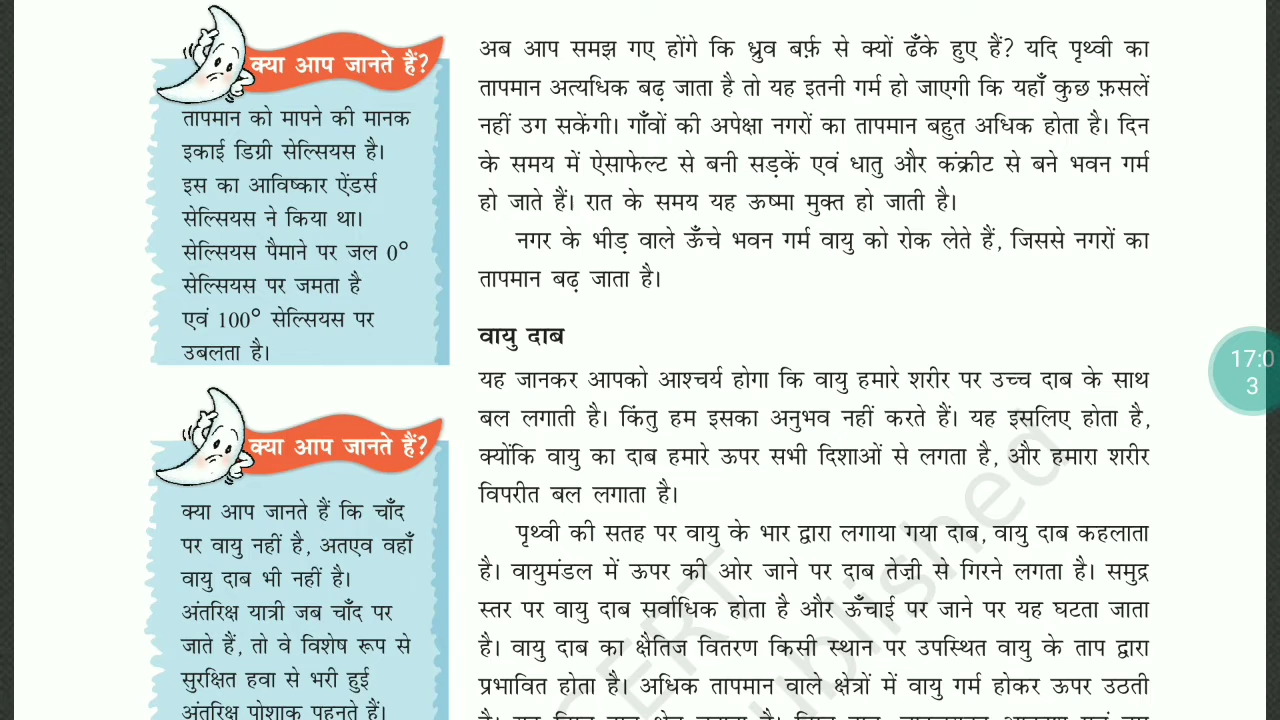 क्या आप जानते हैं?
तापमान को मापने की मानक
इकाई डिग्री सेल्सियस है।
इस का आविष्कार ऐंडर्स
सेल्सियस ने किया था।
सेल्सियस पैमाने पर जल 0°
सेल्सियस पर जमता है
एवं 100° सेल्सियस पर
उबलता है।
क्या आप जानते हैं?
क्या आप जानते हैं कि चाँद
पर वायु नहीं है, अतएव वहाँ
वायु दाब भी नहीं है।
अंतरिक्ष यात्री जब चाँद पर
जाते हैं, तो वे विशेष रूप से
सुरक्षित हवा से भरी हुई
अंतरिक्ष पोशाक पहनते हैं।
अब आप समझ गए होंगे कि ध्रुव बर्फ़ से क्यों ढँके हुए हैं? यदि पृथ्वी का
तापमान अत्यधिक बढ़ जाता है तो यह इतनी गर्म हो जाएगी कि यहाँ कुछ फ़सलें
नहीं उग सकेंगी। गाँवों की अपेक्षा नगरों का तापमान बहुत अधिक होता है। दिन
के समय में ऐसाफेल्ट से बनी सड़कें एवं धातु और कंक्रीट से बने भवन गर्म
हो जाते हैं। रात के समय यह ऊष्मा मुक्त हो जाती है।
नगर के भीड़ वाले ऊँचे भवन गर्म वायु को रोक लेते हैं, जिससे नगरों का
तापमान बढ़ जाता है।
वायु दाब
यह जानकर आपको आश्चर्य होगा कि वायु हमारे शरीर पर उच्च दाब के साथ
बल लगाती है। किंतु हम इसका अनुभव नहीं करते हैं। यह इसलिए होता है,
क्योंकि वायु का दाब हमारे ऊपर सभी दिशाओं से लगता है, और हमारा शरीर
विपरीत बल लगाता है।
पृथ्वी की सतह पर वायु के भार द्वारा लगाया गया दाब, वायु दाब कहलाता
है। वायुमंडल में ऊपर की ओर जाने पर दाब तेज़ी से गिरने लगता है। समुद्र
स्तर पर वायु दाब सर्वाधिक होता है और ऊँचाई पर जाने पर यह घटता जाता
है। वायु दाब का क्षैतिज वितरण किसी स्थान पर उपस्थित वायु के ताप द्वारा
प्रभावित होता है। अधिक तापमान वाले क्षेत्रों में वायु गर्म होकर ऊपर उठती
17:0
3